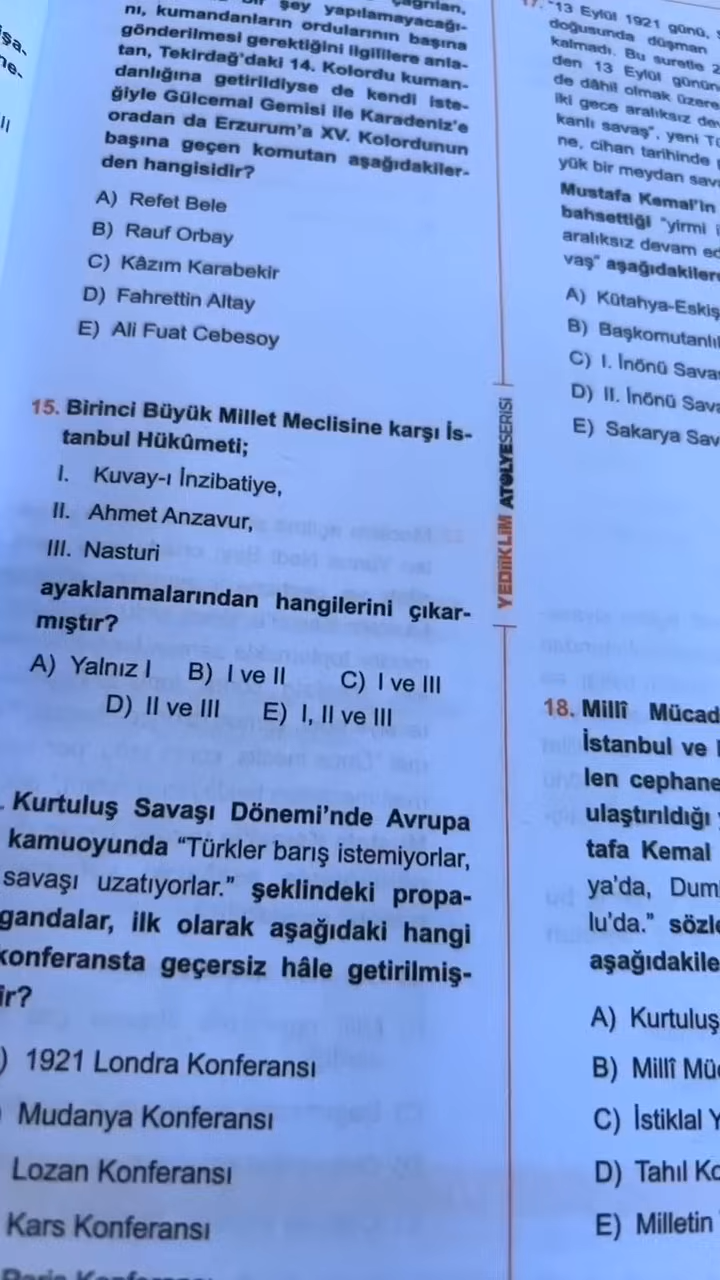 şey yapılamayacağı-
nı, kumandanların ordularının başına
gönderilmesi gerektiğini ilgililere anla-
tan, Tekirdağ'daki 14. Kolordu kuman-
danlığına getirildiyse de kendi iste-
ğiyle Gülcemal Gemisi ile Karadeniz'e
oradan da Erzurum'a XV. Kolordunun
başına geçen komutan aşağıdakiler-
den hangisidir?
A) Refet Bele
B) Rauf Orbay
C) Kâzım Karabekir
D) Fahrettin Altay
E) Ali Fuat Cebesoy
15. Birinci Büyük Millet Meclisine karşı İs-
tanbul Hükûmeti;
I. Kuvay-ı İnzibatiye,
II. Ahmet Anzavur,
III. Nasturi
ayaklanmalarından hangilerini çıkar-
mıştır?
A) Yalnız I B) I ve II C) I ve III
D) II ve III E) I, II ve III
. Kurtuluş Savaşı Dönemi'nde Avrupa
kamuoyunda “Türkler barış istemiyorlar,
savaşı uzatıyorlar.” şeklindeki propa-
gandalar, ilk olarak aşağıdaki hangi
konferansta geçersiz hâle getirilmiş-
ir?
) 1921 Londra Konferansı
Mudanya Konferansı
Lozan Konferansı
Kars Konferansı
YEDİİKLİM ATÖLYESERİSİ
17. “13 Eylül 1921 günü,
doğusunda düşman
kalmadı. Bu suretle 2
den 13 Eylül günün
de dâhil olmak üzere
iki gece aralıksız de
kanlı savaş”, yeni
ne, cihan tarihinde
yük bir meydan sav
Mustafa Kemal'in
bahsettiği “yirmi
aralıksız devam ed
vaş” aşağıdakiler
A) Kütahya-Eskiş
B) Başkomutanlı
C) I. İnönü Sava
D) II. İnönü Sava
E) Sakarya Sav
18. Millî Mücad
İstanbul ve
len cephane
ulaştırıldığı
tafa Kemal
ya'da, Dum
lu'da.” sözle
aşağıdakile
A) Kurtuluş
B) Millî Mü
C) İstiklal
D) Tahıl Ko
E) Milletin